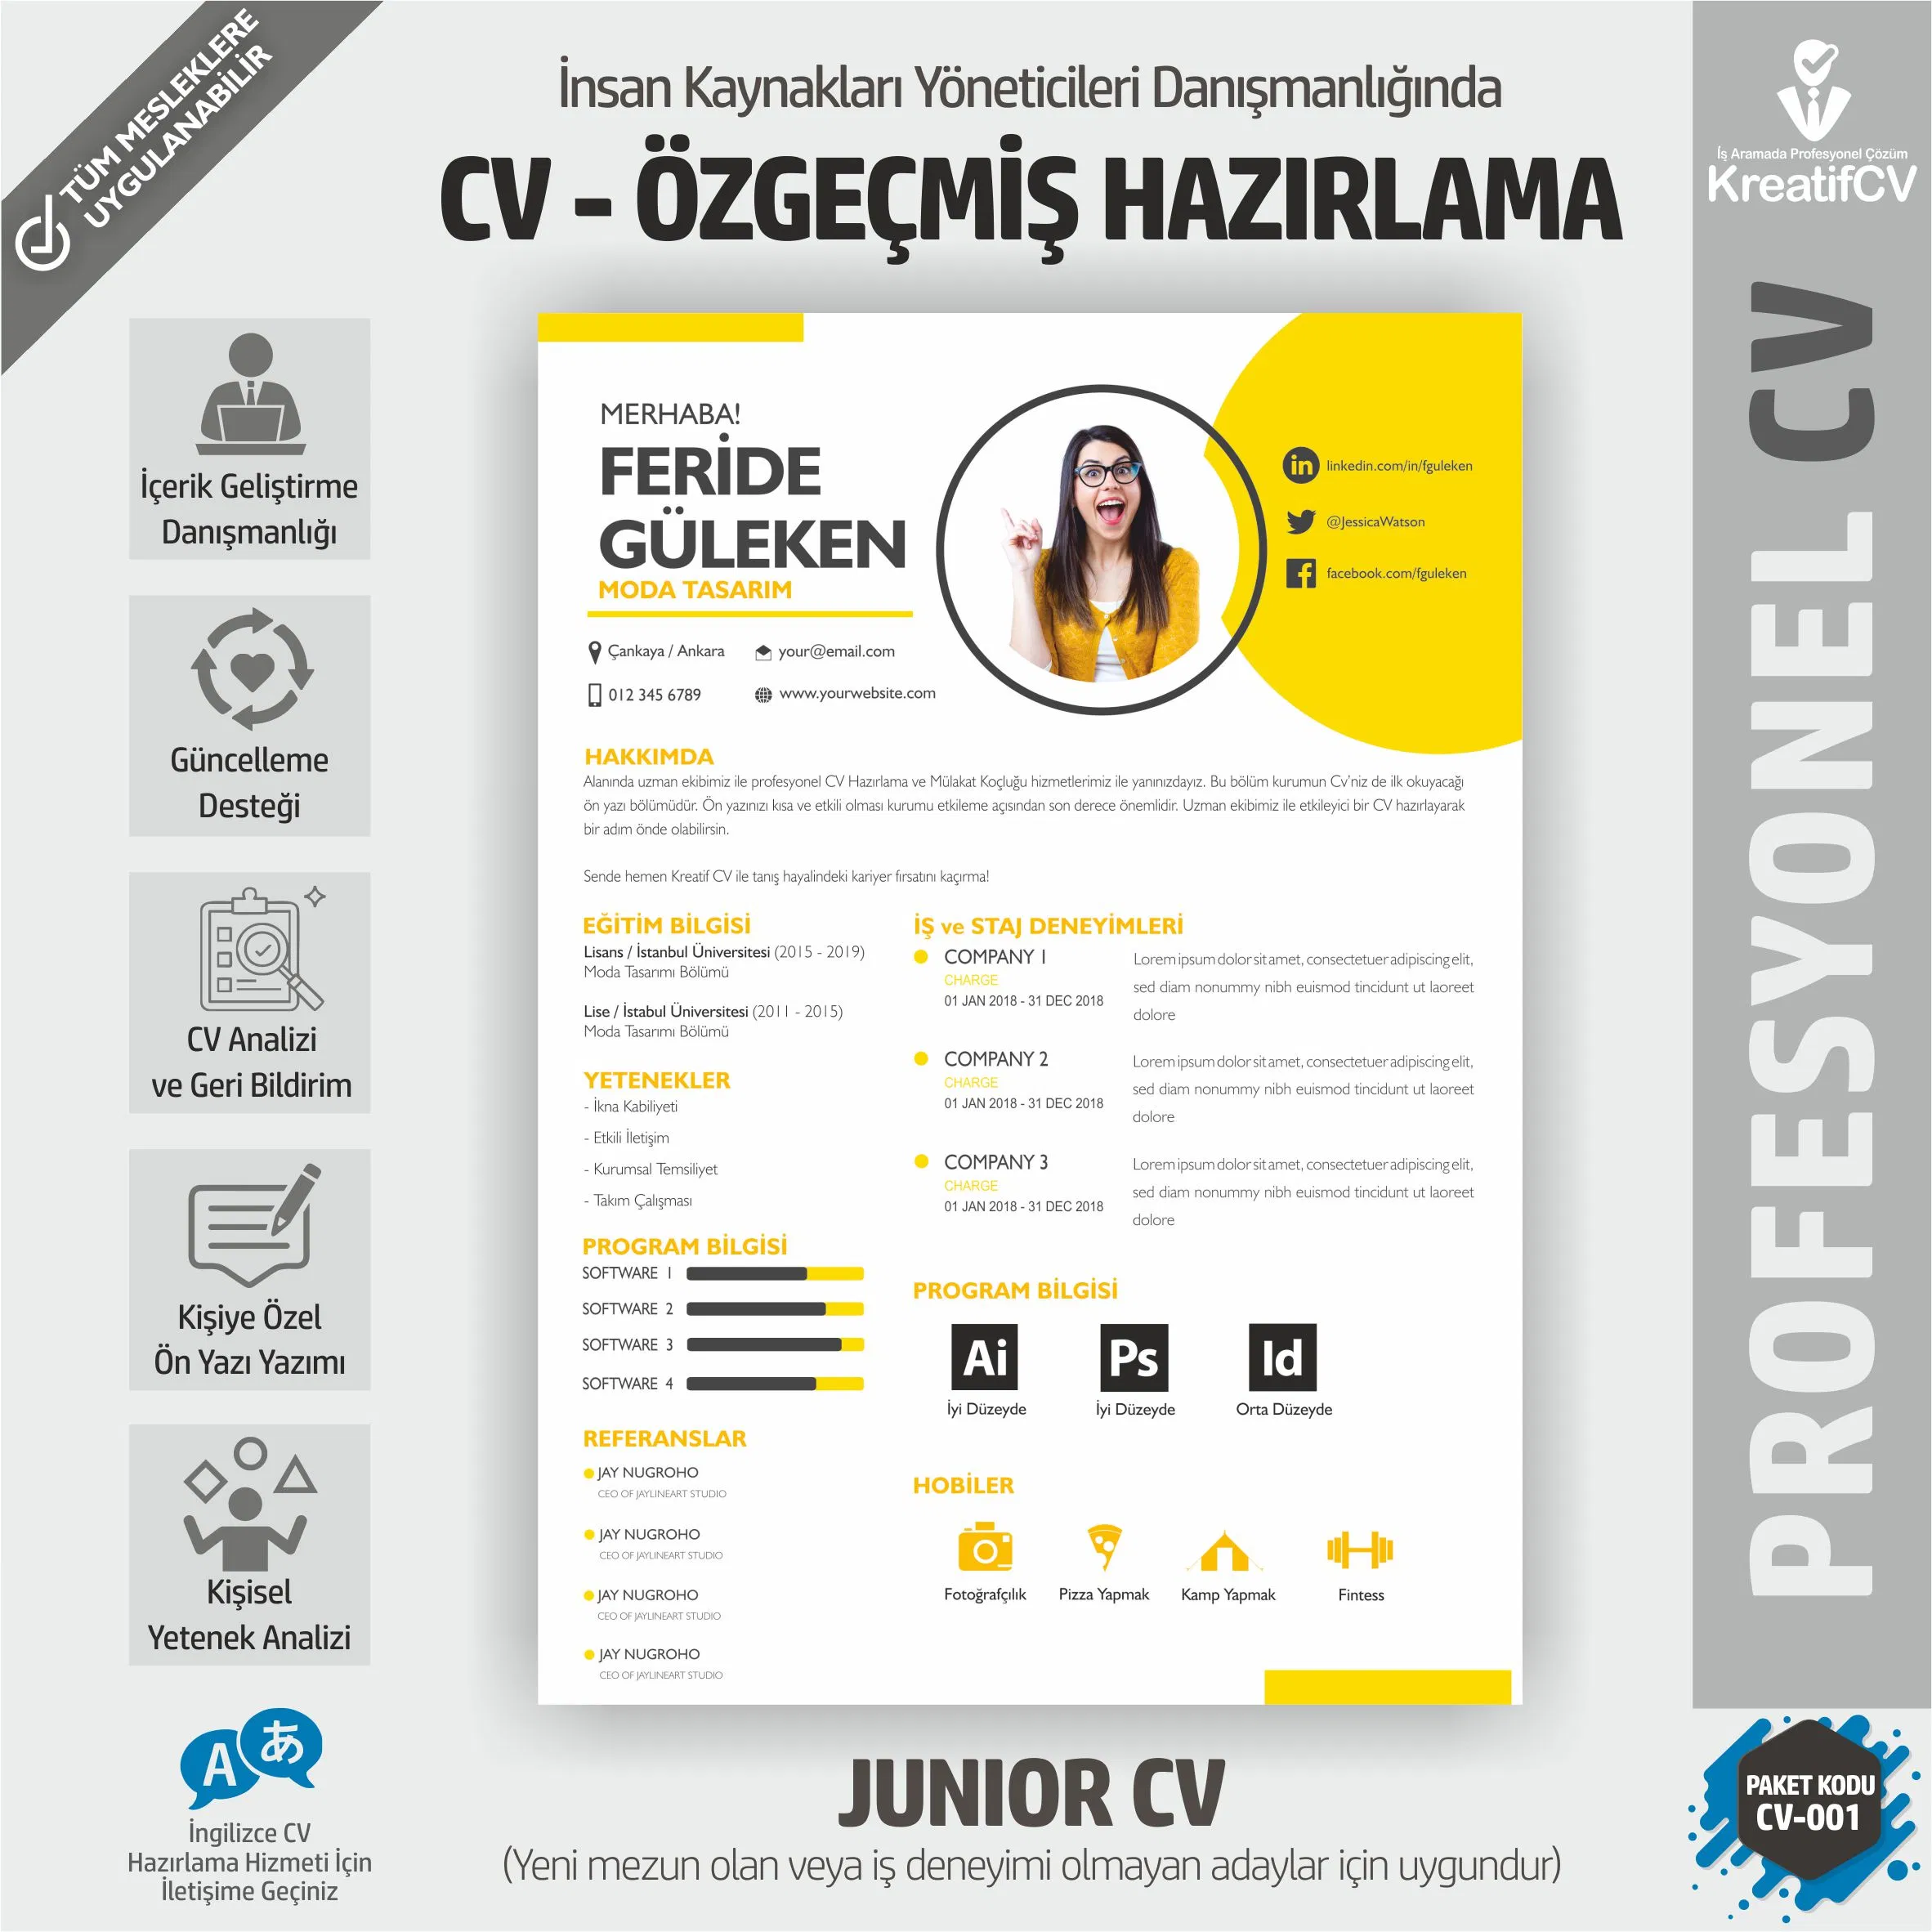 TÜM MESLEKLERE
UYGULANABİLİR
İnsan Kaynakları Yöneticileri Danışmanlığında
CV - ÖZGEÇMİŞ HAZIRLAMA
İş Aramada Profesyonel Çözüm
KreatifCV
PROFESYONEL CV
İçerik Geliştirme
Danışmanlığı
Güncelleme
Desteği
CV Analizi
ve Geri Bildirim
Kişiye Özel
Ön Yazı Yazımı
Kişisel
Yetenek Analizi
A あ
İngilizce CV
Hazırlama Hizmeti İçin
İletişime Geçiniz
MERHABA!
FERİDE
GÜLEKEN
MODA TASARIM
Çankaya / Ankara
your@email.com
012 345 6789
www.yourwebsite.com
in linkedin.com/in/fguleken
@JessicaWatson
f facebook.com/fguleken
HAKKIMDA
Alanında uzman ekibimiz ile profesyonel CV Hazırlama ve Mülakat Koçluğu hizmetlerimiz ile yanınızdayız. Bu bölüm kurumun Cv'niz de ilk okuyacağı
ön yazı bölümüdür. Ön yazınızı kısa ve etkili olması kurumu etkileme açısından son derece önemlidir. Uzman ekibimiz ile etkileyici bir CV hazırlayarak
bir adım önde olabilirsin.
Sende hemen Kreatif CV ile tanış hayalindeki kariyer fırsatını kaçırma!
EĞİTİM BİLGİSİ
Lisans / İstanbul Üniversitesi (2015 - 2019)
Moda Tasarımı Bölümü
Lise / İstabul Üniversitesi (2011 - 2015)
Moda Tasarımı Bölümü
YETENEKLER
- İkna Kabiliyeti
- Etkili İletişim
- Kurumsal Temsiliyet
- Takım Çalışması
PROGRAM BİLGİSİ
SOFTWARE 1
SOFTWARE 2
SOFTWARE 3
SOFTWARE 4
REFERANSLAR
JAY NUGROHO
CEO OF JAYLINEART STUDIO
JAY NUGROHO
CEO OF JAYLINEART STUDIO
JAY NUGROHO
CEO OF JAYLINEART STUDIO
JAY NUGROHO
CEO OF JAYLINEART STUDIO
İŞ ve STAJ DENEYİMLERİ
COMPANY 1
CHARGE
01 JAN 2018 - 31 DEC 2018
Lorem ipsum dolor sit amet, consectetuer adipiscing elit,
sed diam nonummy nibh euismod tincidunt ut laoreet
dolore
COMPANY 2
CHARGE
01 JAN 2018 - 31 DEC 2018
Lorem ipsum dolor sit amet, consectetuer adipiscing elit,
sed diam nonummy nibh euismod tincidunt ut laoreet
dolore
COMPANY 3
CHARGE
01 JAN 2018 - 31 DEC 2018
Lorem ipsum dolor sit amet, consectetuer adipiscing elit,
sed diam nonummy nibh euismod tincidunt ut laoreet
dolore
PROGRAM BİLGİSİ
Ai Ps Id
İyi Düzeyde İyi Düzeyde Orta Düzeyde
HOBİLER
Fotoğrafçılık Pizza Yapmak Kamp Yapmak Fintess
JUNIOR CV
(Yeni mezun olan veya iş deneyimi olmayan adaylar için uygundur)
PAKET KODU
CV-001